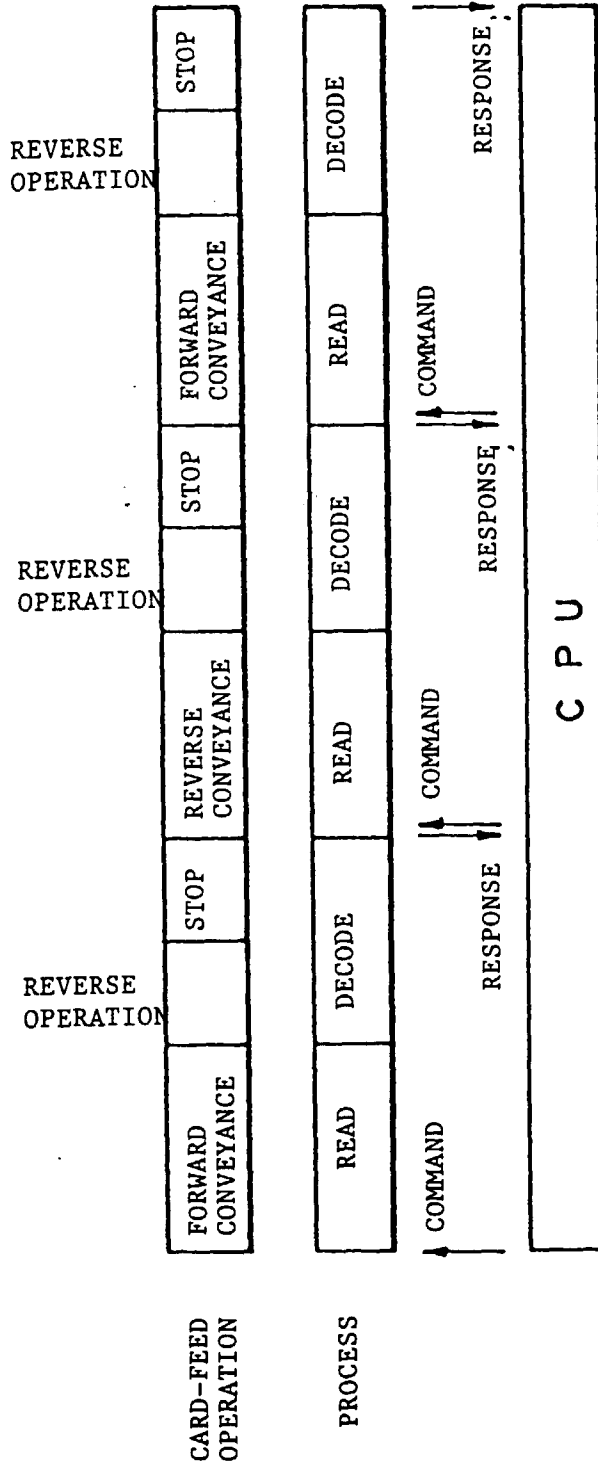 REVERSE
OPERATION
REVERSE
OPERATION
REVERSE
OPERATION
CARD-FEED
OPERATION
FORWARD
CONVEYANCE
STOP
REVERSE
CONVEYANCE
STOP
FORWARD
CONVEYANCE
STOP
PROCESS
READ
DECODE
READ
DECODE
READ
DECODE
COMMAND
RESPONSE
COMMAND
RESPONSE
COMMAND
RESPONSE
CPU